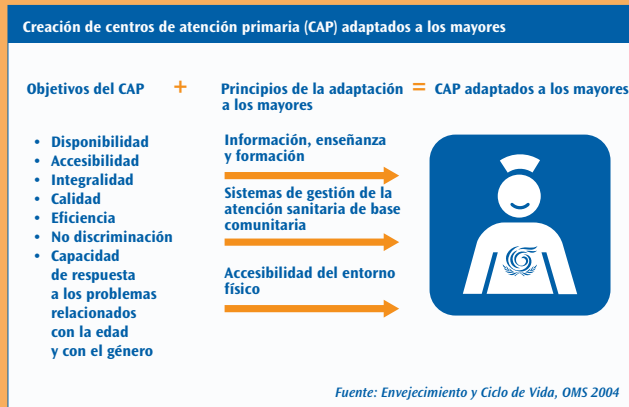 Creación de centros de atención primaria (CAP) adaptados a los mayores
Objetivos del CAP + Principios de la adaptación a los mayores = CAP adaptados a los mayores
• Disponibilidad
• Accesibilidad
• Integralidad
• Calidad
• Eficiencia
• No discriminación
• Capacidad
de respuesta
a los problemas
relacionados
con la edad
y con el género
Información, enseñanza
y formación
Sistemas de gestión de la
atención sanitaria de base
comunitaria
Accesibilidad del entorno
físico
Fuente: Envejecimiento y Ciclo de Vida, OMS 2004